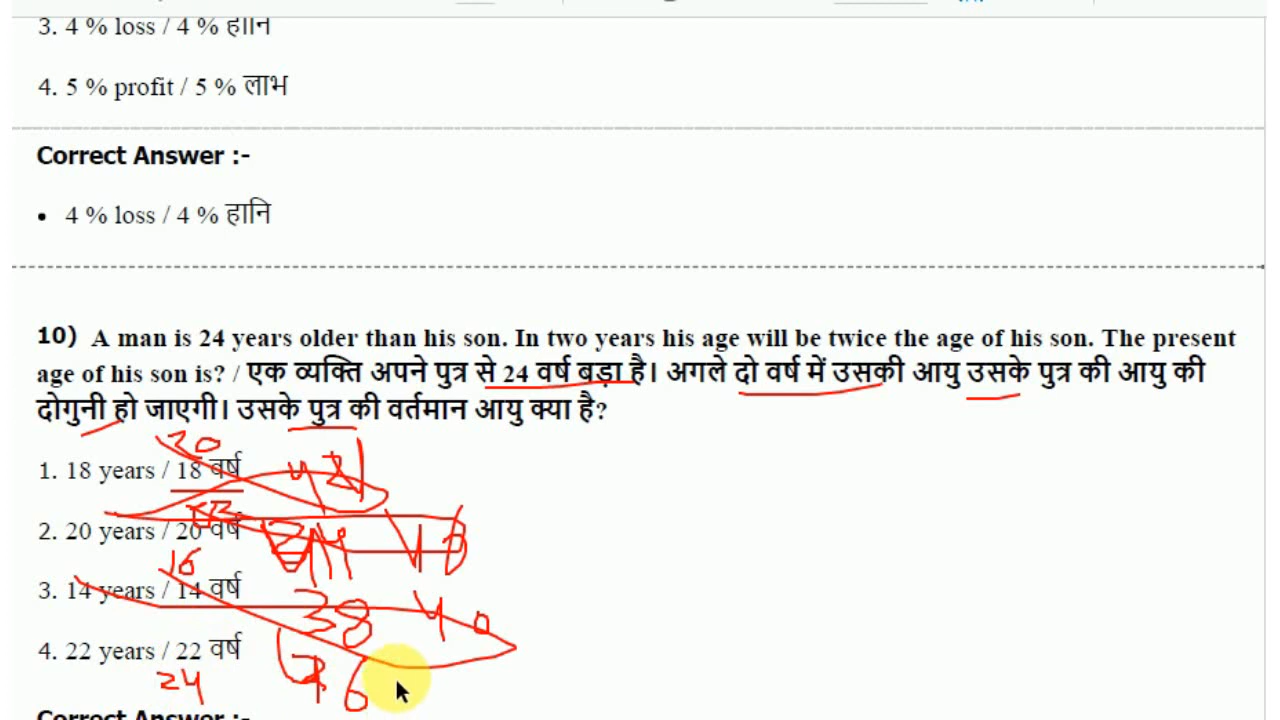 3. 4 % loss / 4 % हानि
4. 5 % profit / 5 % लाभ
Correct Answer :-
• 4 % loss / 4 % हानि
10) A man is 24 years older than his son. In two years his age will be twice the age of his son. The present
age of his son is? / एक व्यक्ति अपने पुत्र से 24 वर्ष बड़ा है। अगले दो वर्ष में उसकी आयु उसके पुत्र की आयु की
दोगुनी हो जाएगी। उसके पुत्र की वर्तमान आयु क्या है?
20
1. 18 years / 18 वर्ष
2. 20 years / 20 वर्ष
16
3. 14 years / 14 वर्ष
38 40
4. 22 years / 22 वर्ष
24
Correct Answer :-